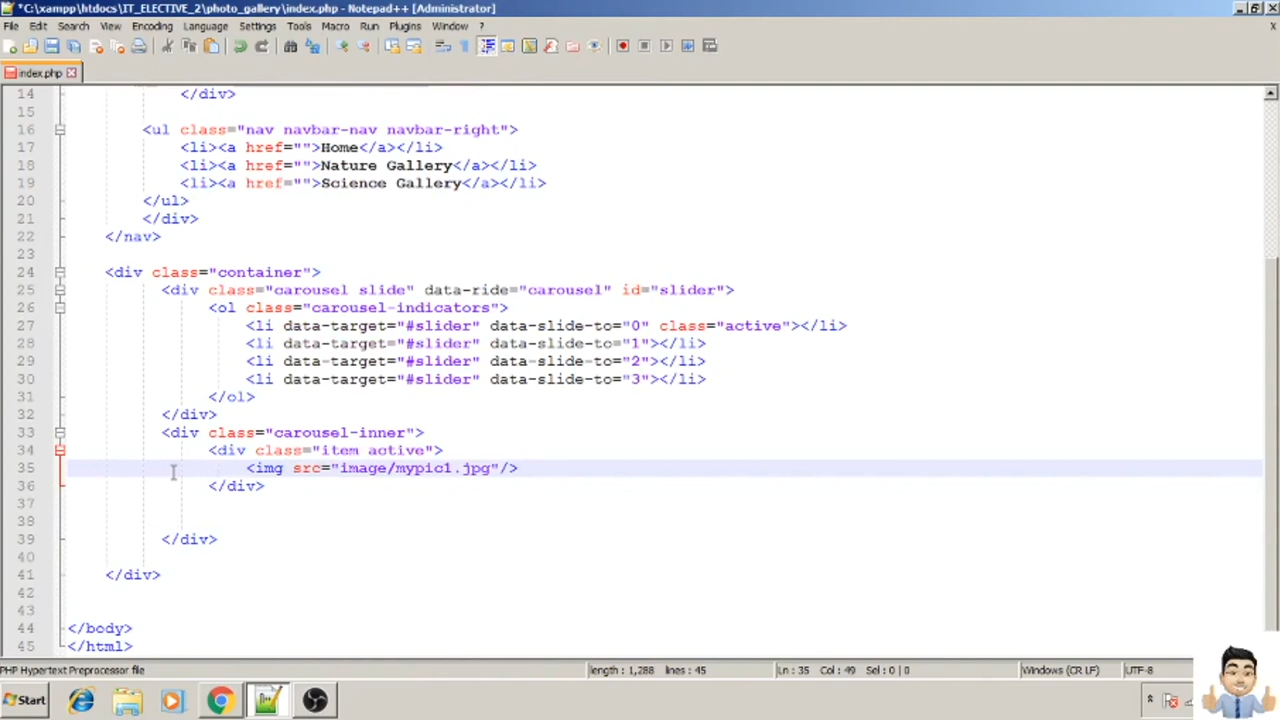 *C:\xampp\htdocs\IT_ELECTIVE_2\photo_gallery\index.php - Notepad++ [Administrator]
File Edit Search View Encoding Language Settings Tools Macro Run Plugins Window ?
index.php
14 </div>
15
16 <ul class="nav navbar-nav navbar-right">
17 <li><a href="">Home</a></li>
18 <li><a href="">Nature Gallery</a></li>
19 <li><a href="">Science Gallery</a></li>
20 </ul>
21 </div>
22 </nav>
23
24 <div class="container">
25 <div class="carousel slide" data-ride="carousel" id="slider">
26 <ol class="carousel-indicators">
27 <li data-target="#slider" data-slide-to="0" class="active"></li>
28 <li data-target="#slider" data-slide-to="1"></li>
29 <li data-target="#slider" data-slide-to="2"></li>
30 <li data-target="#slider" data-slide-to="3"></li>
31 </ol>
32 </div>
33 <div class="carousel-inner">
34 <div class="item active">
35 <img src="image/mypic1.jpg"/>
36 </div>
37
38
39 </div>
40
41 </div>
42
43
44 </body>
45 </html>
PHP Hypertext Preprocessor file length : 1,288 lines : 45 Ln : 35 Col : 49 Sel : 0 | 0 Windows (CR LF) UTF-8
Start